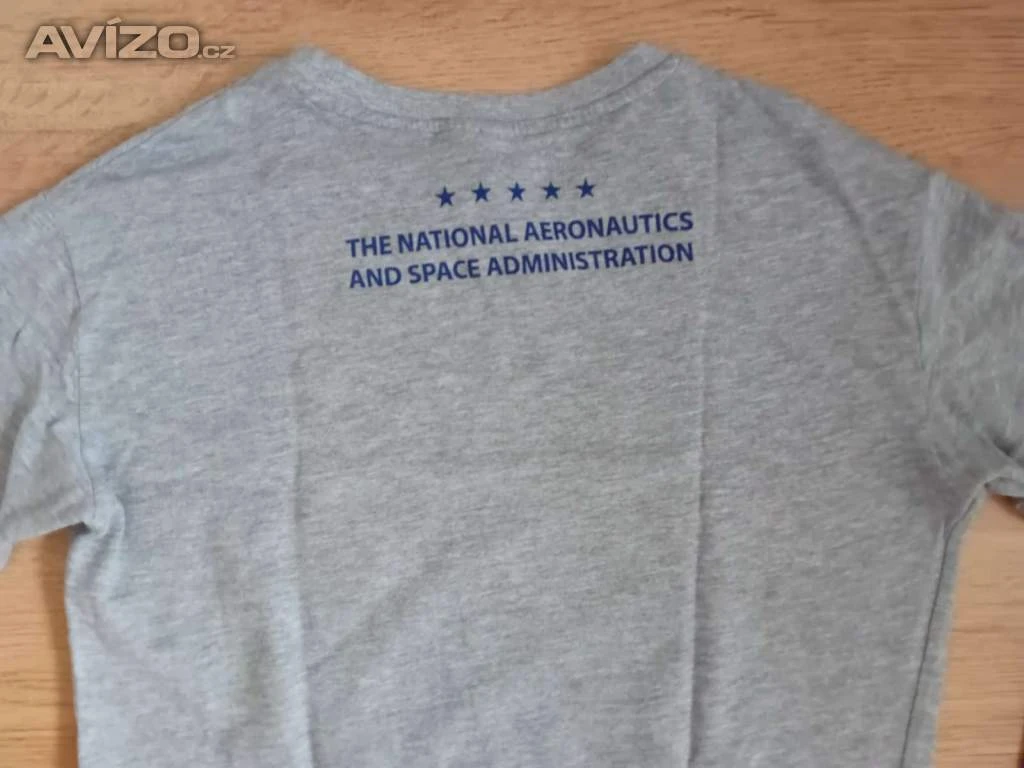 AVÍZO.cz
★ ★ ★ ★ ★
THE NATIONAL AERONAUTICS
AND SPACE ADMINISTRATION